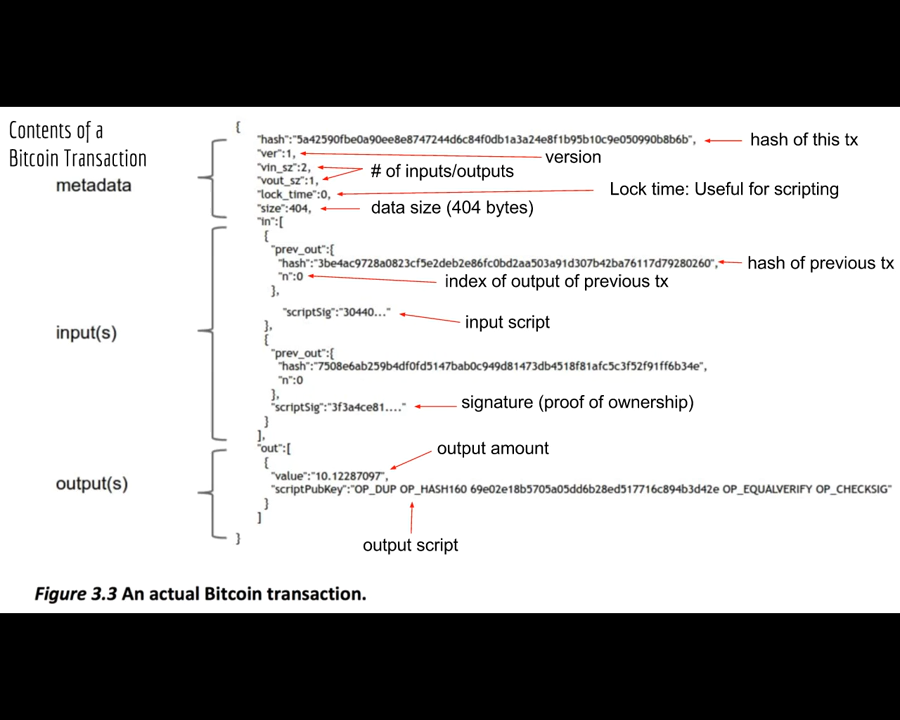 Contents of a
Bitcoin Transaction
metadata
input(s)
output(s)
{
"hash":"5a42590fbe0a90ee8e8747244d6c84f0db1a3a24e8f1b95b10c9e050990b8b6b", hash of this tx
"ver":1, version
"vin_sz":2, # of inputs/outputs
"vout_sz":1,
"lock_time":0, Lock time: Useful for scripting
"size":404, data size (404 bytes)
"in":[
{
"prev_out":[
"hash":"3be4ac9728a0823cf5e2deb2e86fc0bd2aa503a91d307b42ba76117d79280260", hash of previous tx
"n":0 index of output of previous tx
],
"scriptSig":"30440..." input script
},
{
"prev_out":[
"hash":"7508e6ab259b4df0fd5147bab0c949d81473db4518f81afc5c3f52f91ff6b34e",
"n":0
],
"scriptSig":"3f3a4ce81...." signature (proof of ownership)
}
],
"out":[ output amount
{
"value":"10.12287097",
"scriptPubKey":"OP_DUP OP_HASH160 69e02e18b5705a05dd6b28ed517716c894b3d42e OP_EQUALVERIFY OP_CHECKSIG"
}
]
}
output script
Figure 3.3 An actual Bitcoin transaction.